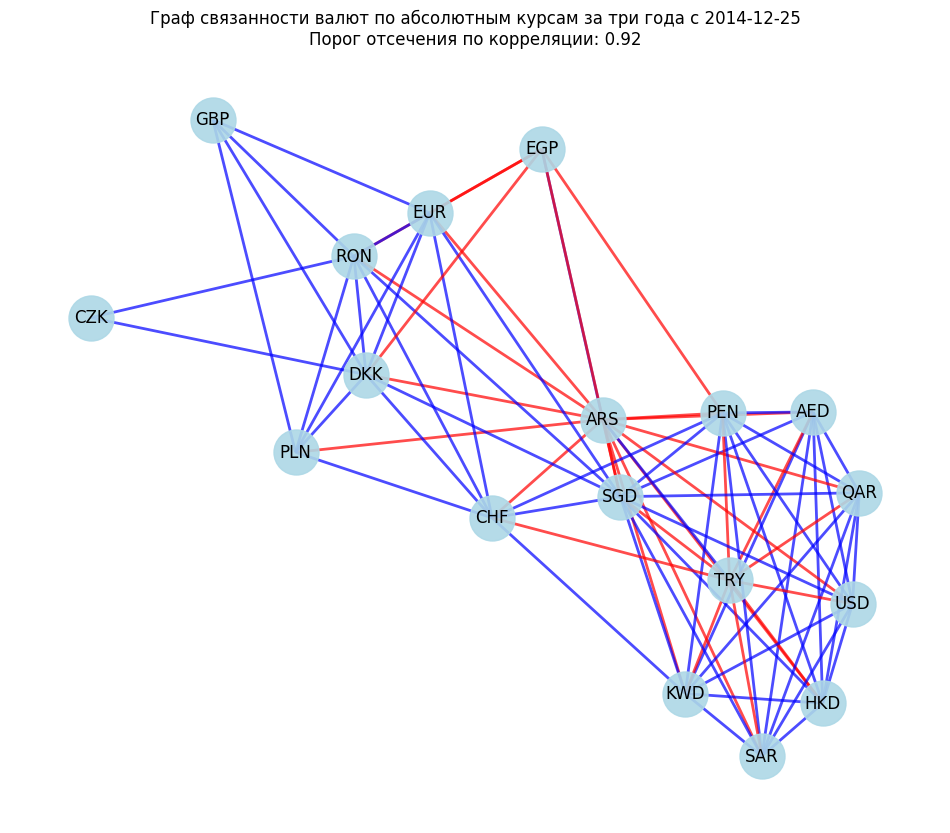 Граф связанности валют по абсолютным курсам за три года с 2014-12-25
Порог отсечения по корреляции: 0.92
GBP
EGP
EUR
RON
CZK
DKK
ARS
PEN
AED
PLN
QAR
SGD
CHF
TRY
USD
KWD
HKD
SAR